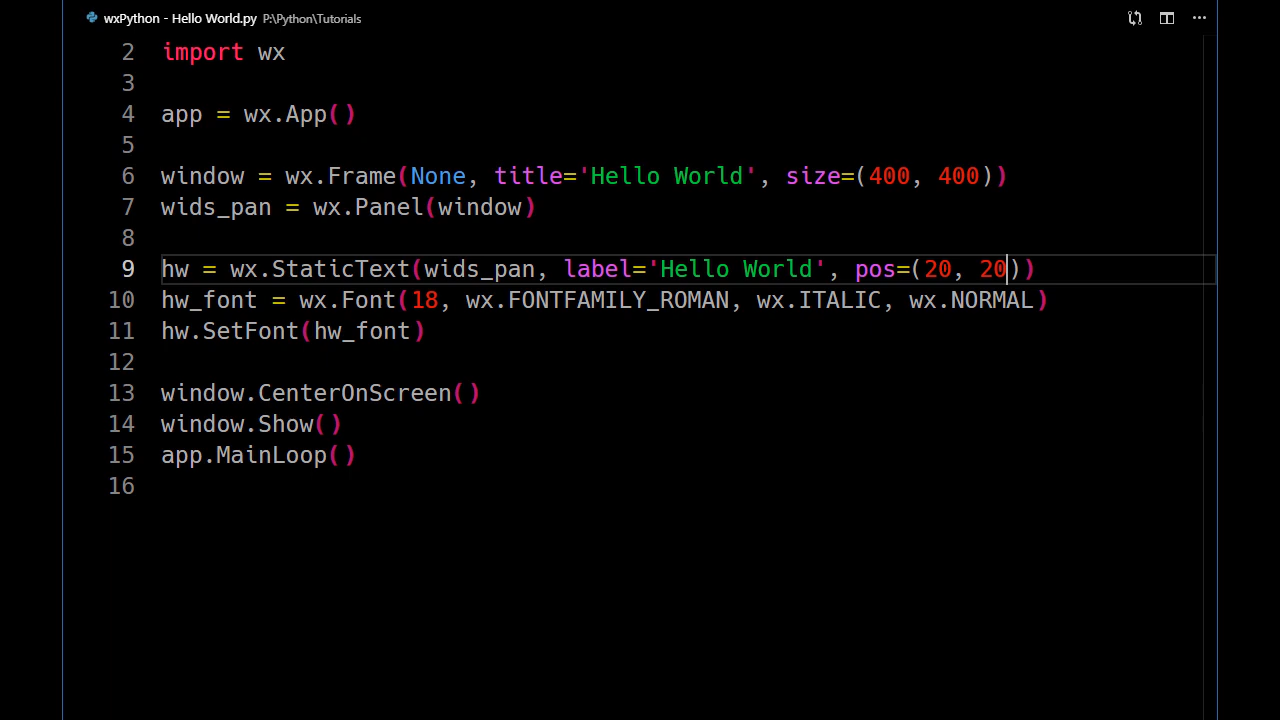 wxPython - Hello World.py P:\Python\Tutorials
2 import wx
3
4 app = wx.App()
5
6 window = wx.Frame(None, title='Hello World', size=(400, 400))
7 wids_pan = wx.Panel(window)
8
9 hw = wx.StaticText(wids_pan, label='Hello World', pos=(20, 20))
10 hw_font = wx.Font(18, wx.FONTFAMILY_ROMAN, wx.ITALIC, wx.NORMAL)
11 hw.SetFont(hw_font)
12
13 window.CenterOnScreen()
14 window.Show()
15 app.MainLoop()
16